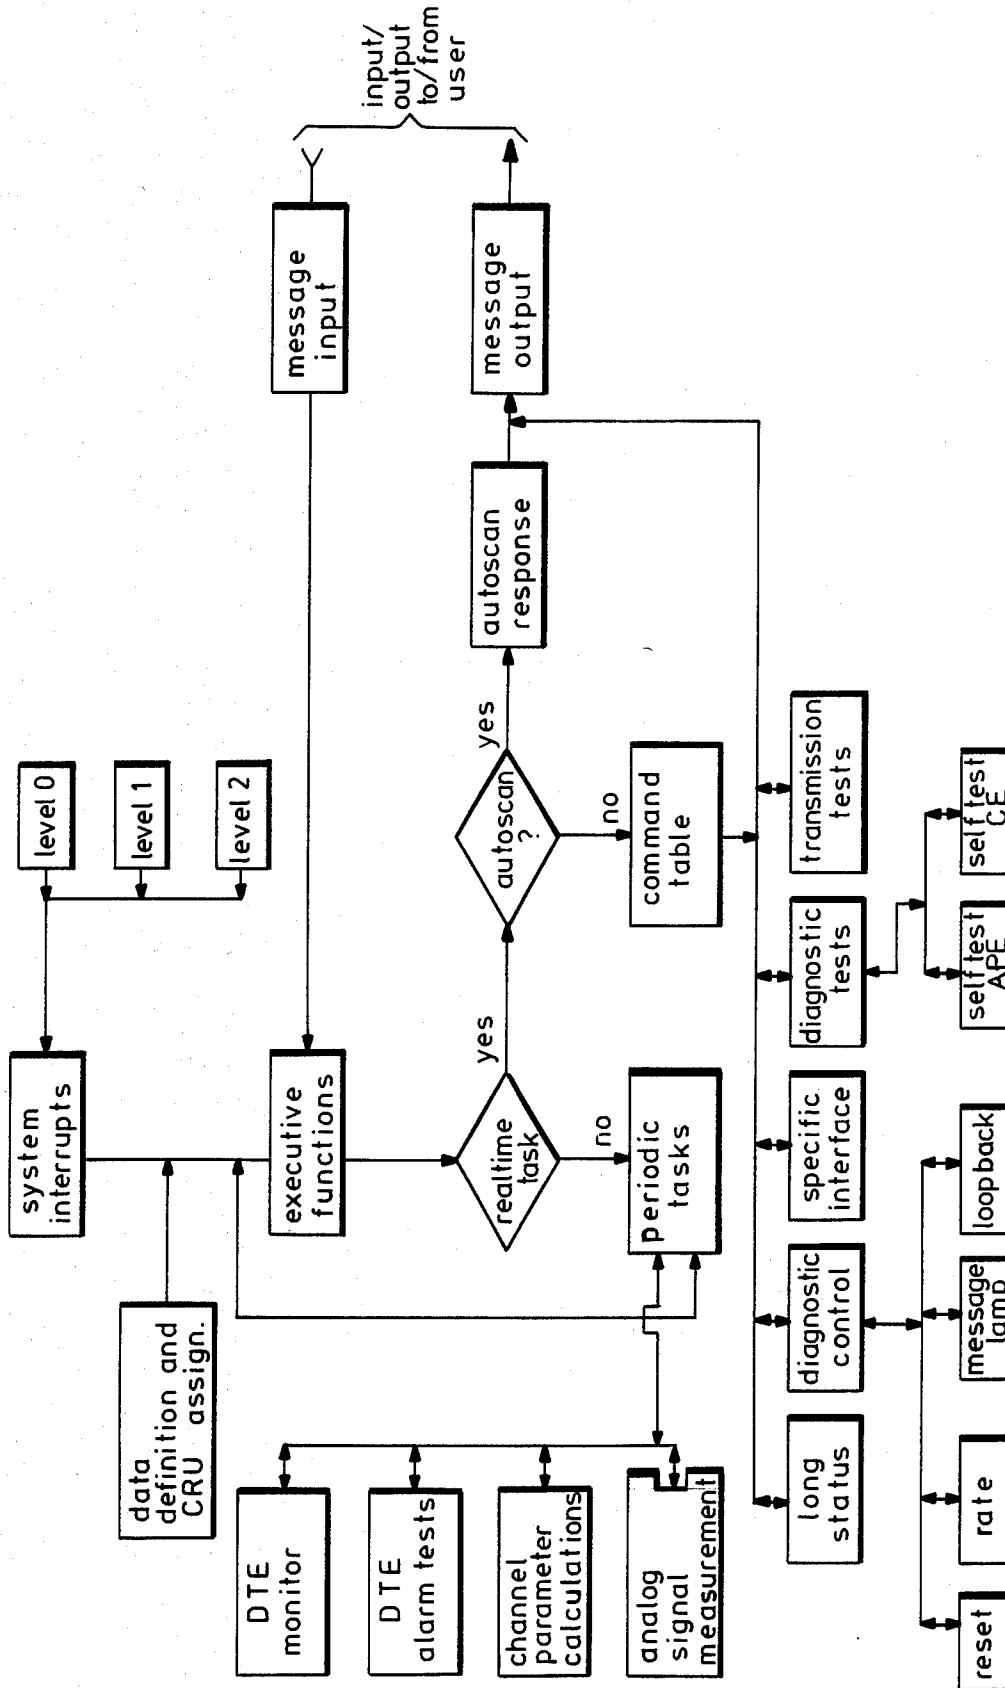 system
interrupts
level 0
level 1
level 2
data
definition and
CRU assign.
executive
functions
message
input
input/
output
to/from
user
DTE
monitor
DTE
alarm tests
channel
parameter
calculations
analog
signal
measurement
realtime
task
yes
no
autoscan
?
yes
no
autoscan
response
message
output
periodic
tasks
command
table
long
status
diagnostic
control
specific
interface
diagnostic
tests
transmission
tests
reset
rate
message
lamp
loopback
self test
APE
self test
CE